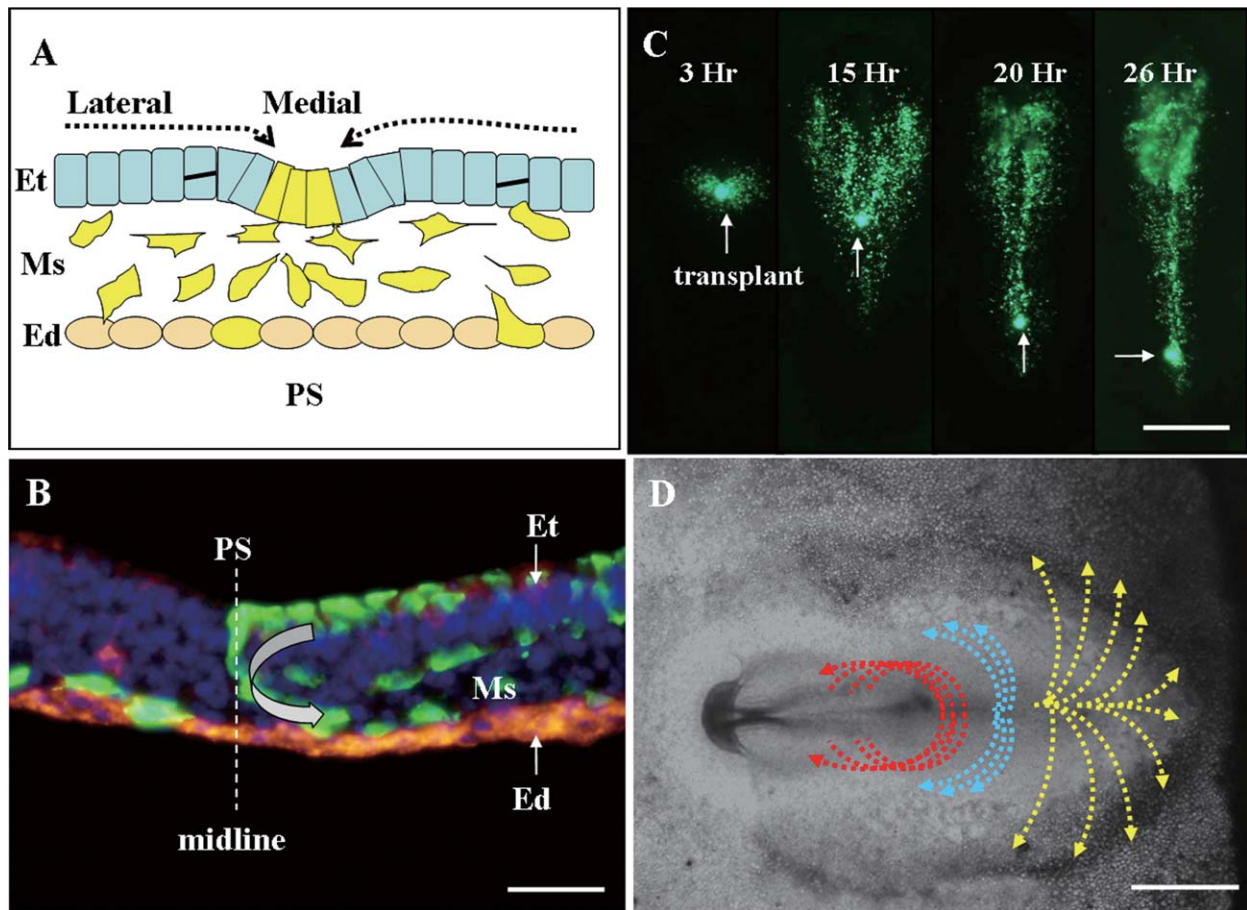 A
Lateral Medial
Et
Ms
Ed
PS
B
PS
Et
Ms
Ed
midline
C
3 Hr 15 Hr 20 Hr 26 Hr
transplant
D